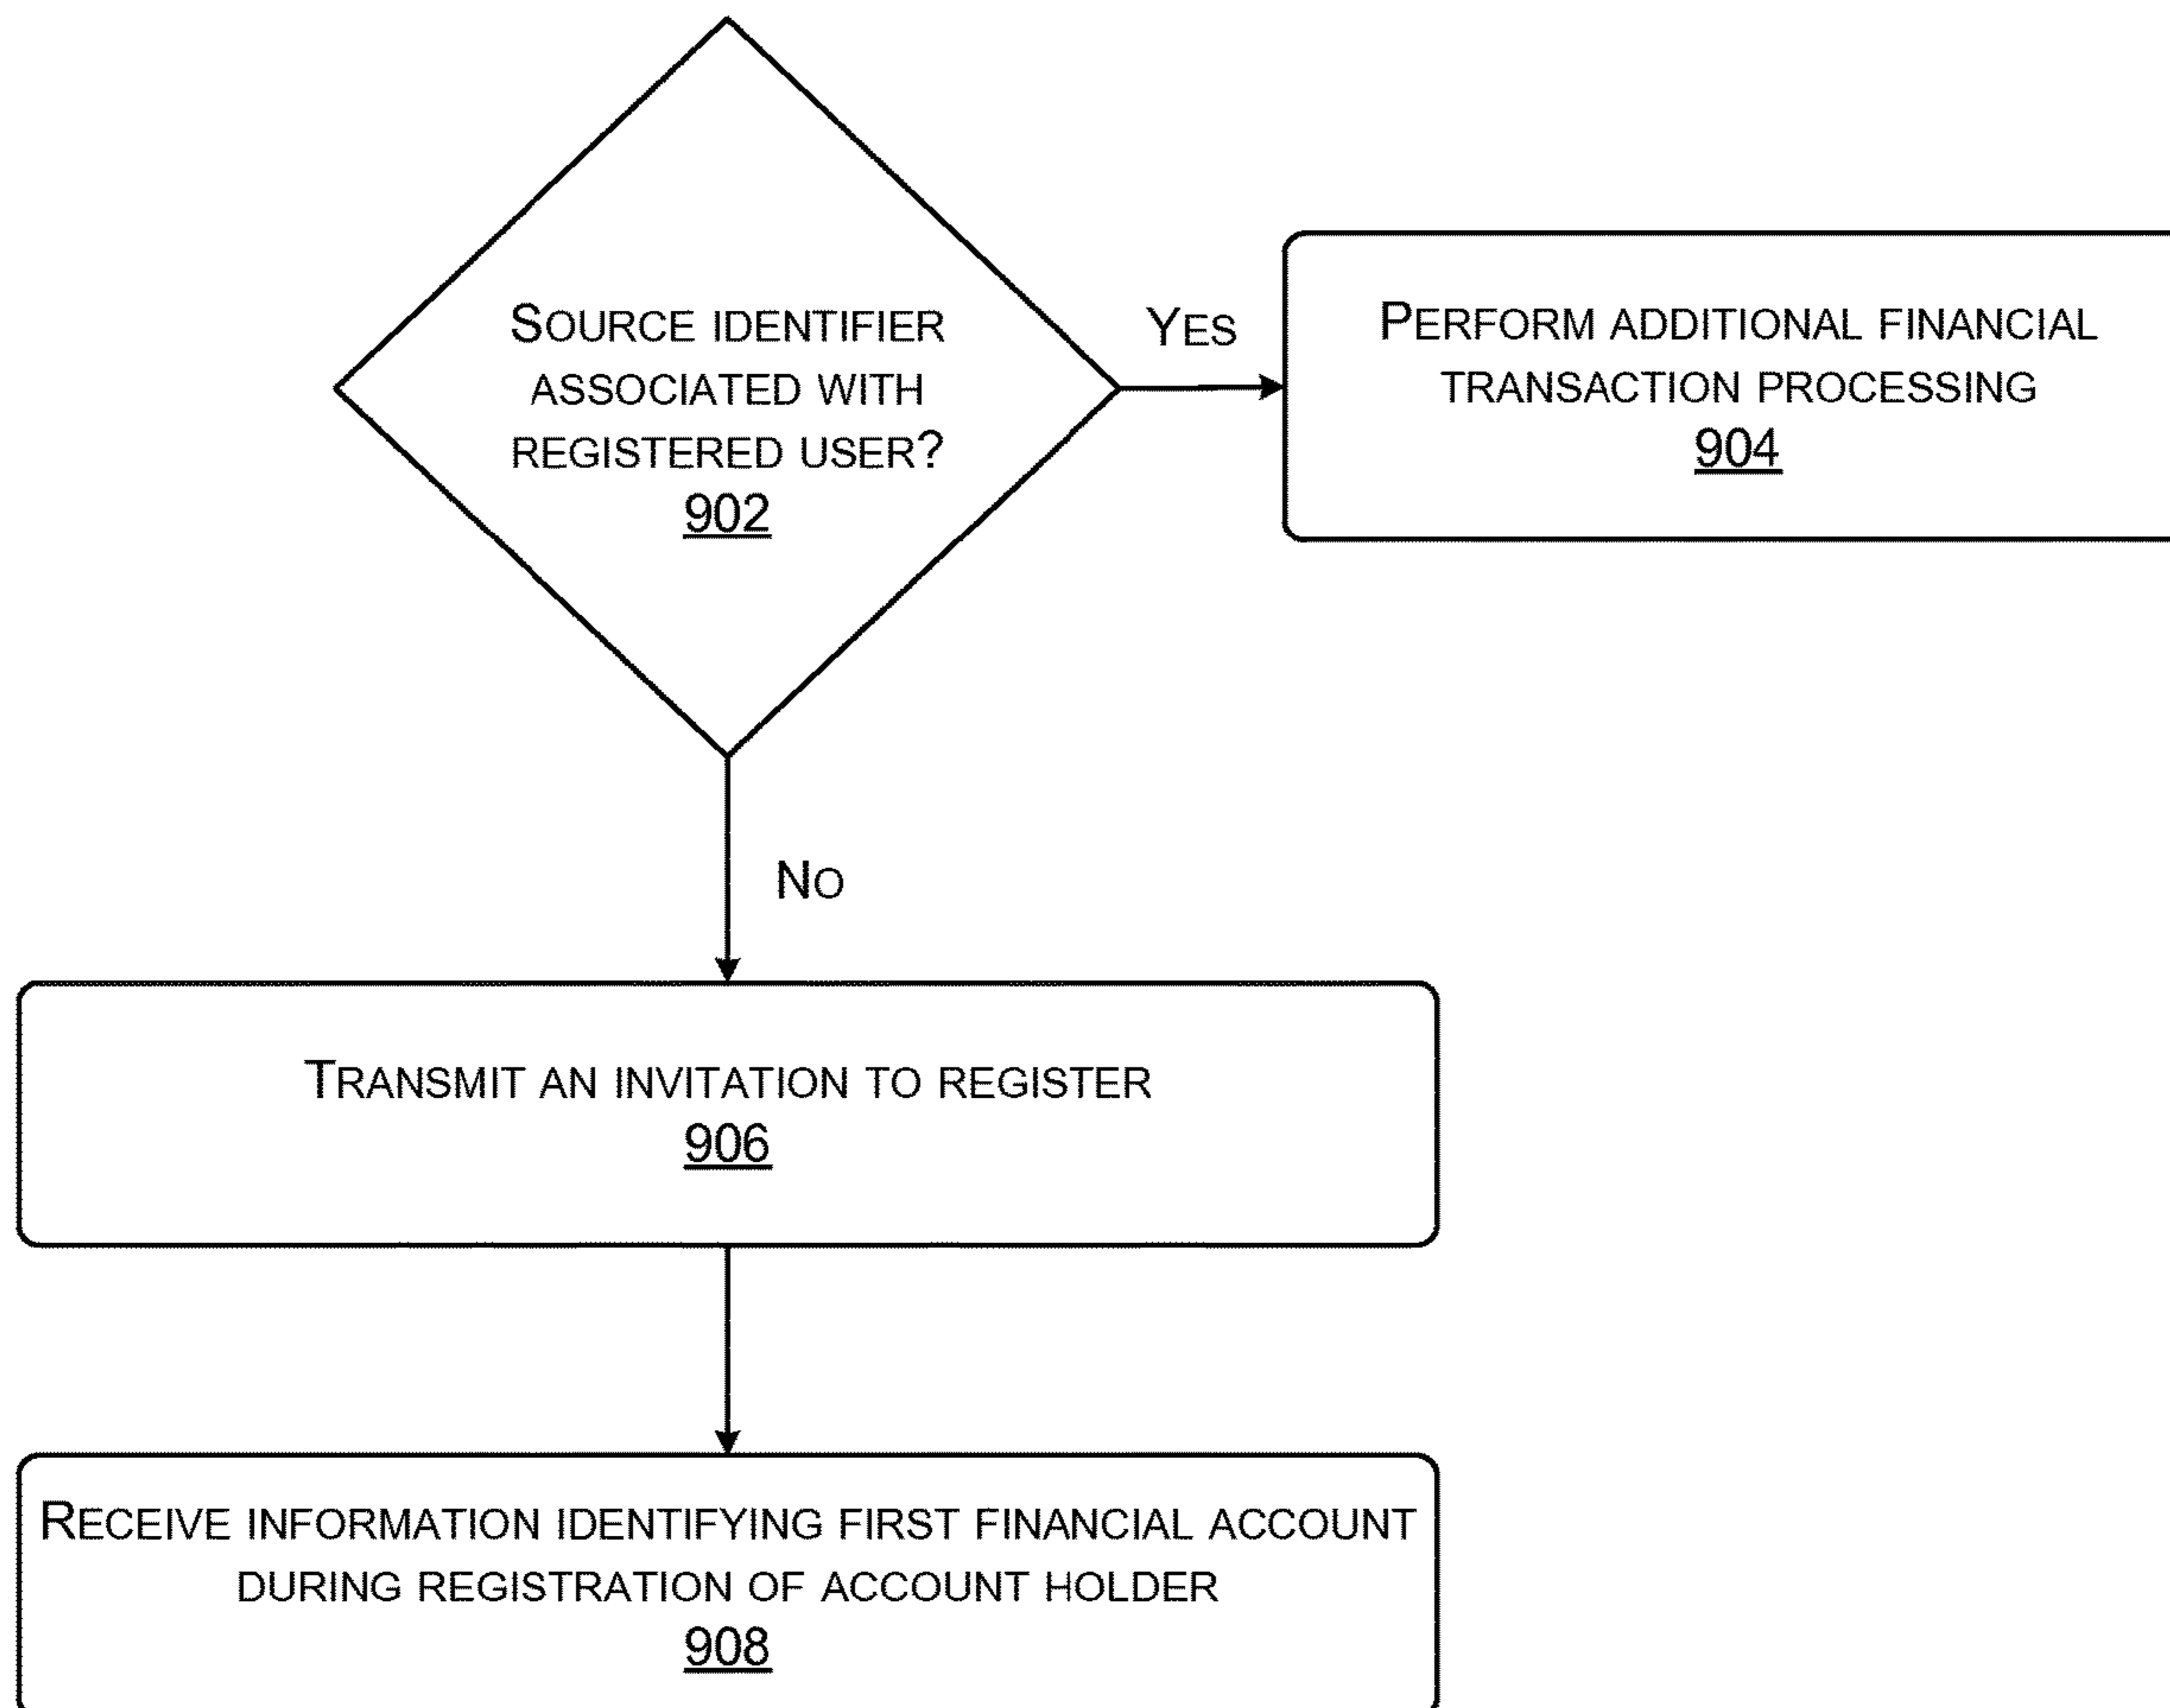 SOURCE IDENTIFIER
ASSOCIATED WITH
REGISTERED USER?
902
YES
PERFORM ADDITIONAL FINANCIAL
TRANSACTION PROCESSING
904
NO
TRANSMIT AN INVITATION TO REGISTER
906
RECEIVE INFORMATION IDENTIFYING FIRST FINANCIAL ACCOUNT
DURING REGISTRATION OF ACCOUNT HOLDER
908